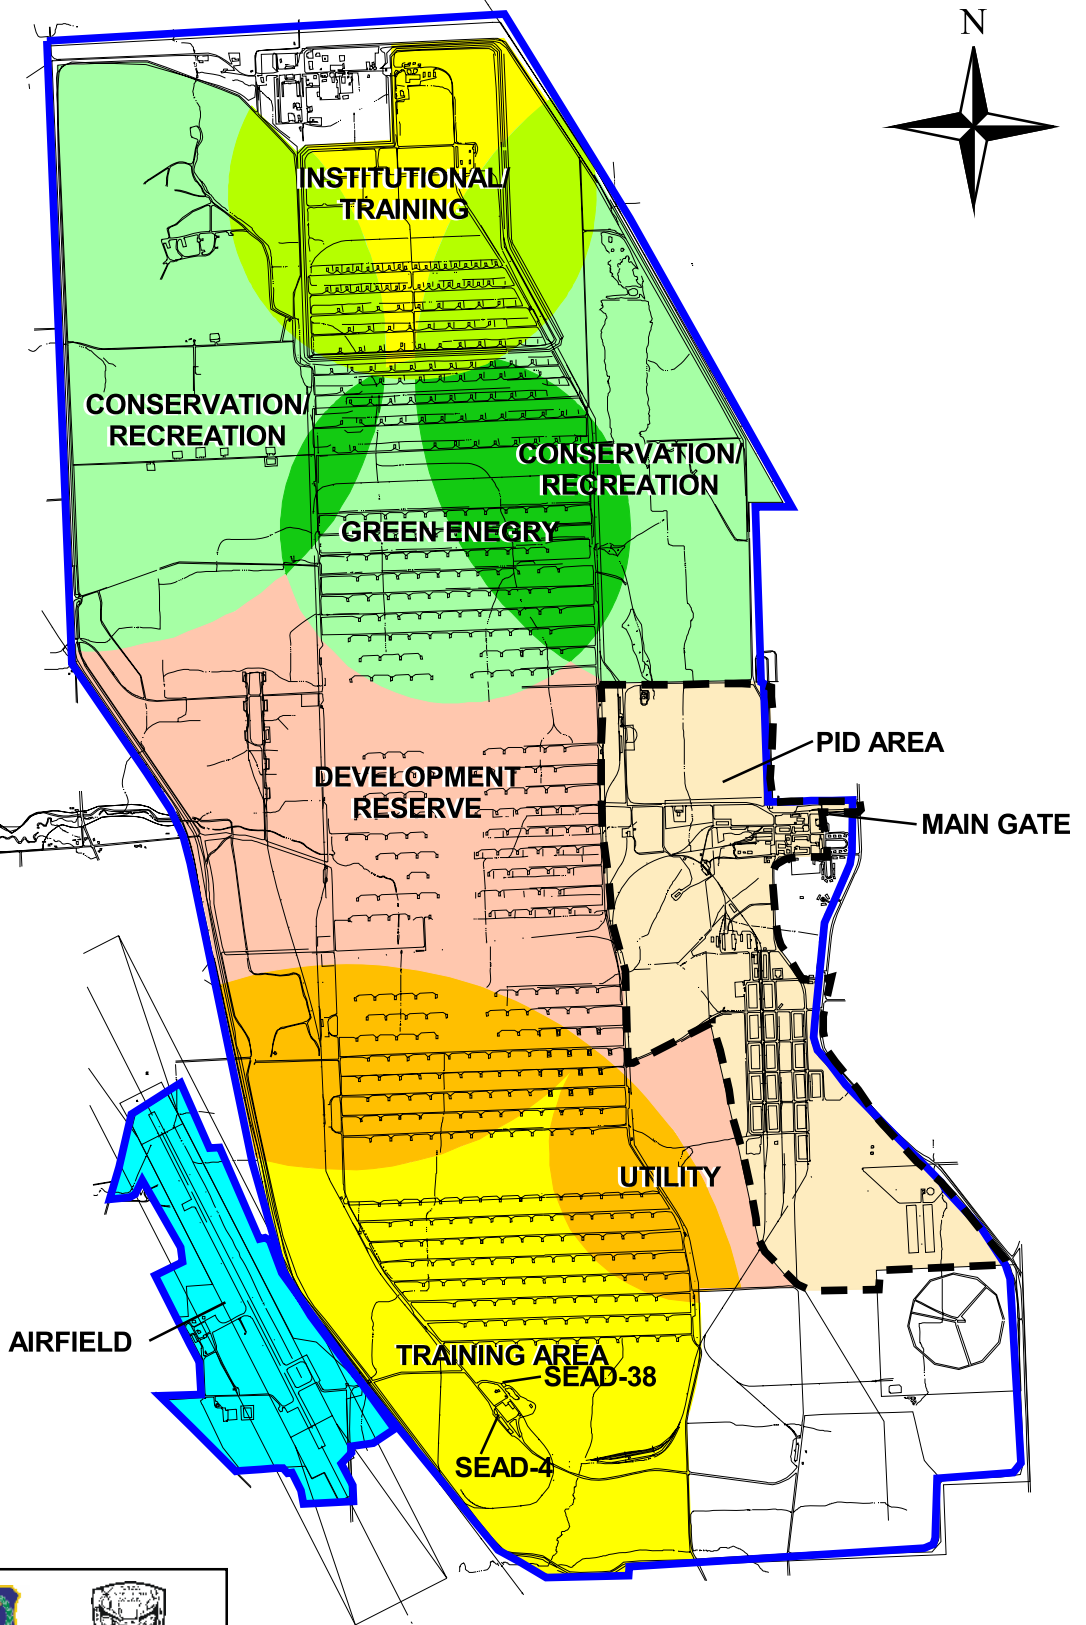 N
INSTITUTIONAL/
TRAINING
CONSERVATION/
RECREATION
CONSERVATION/
RECREATION
GREEN ENEGRY
PID AREA
DEVELOPMENT
RESERVE
MAIN GATE
UTILITY
AIRFIELD
TRAINING AREA
SEAD-38
SEAD-4